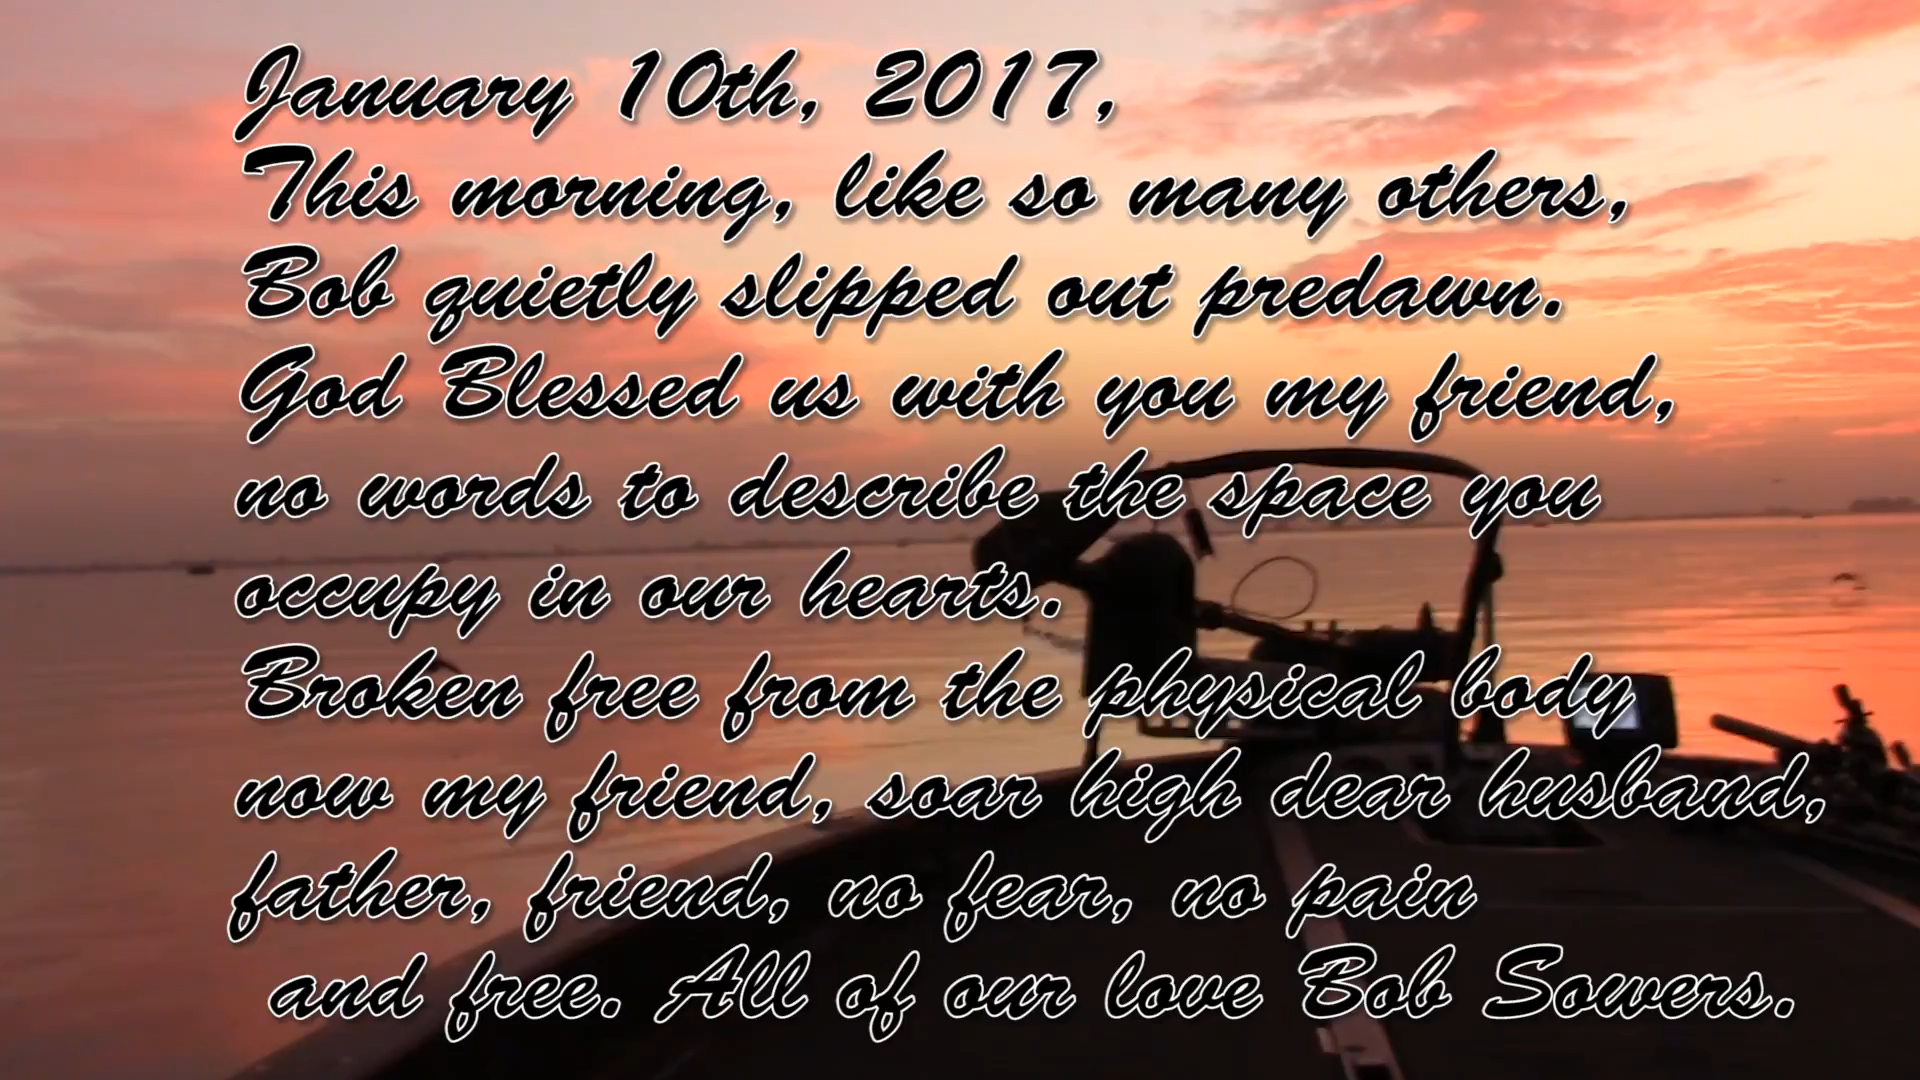 January 10th, 2017,
This morning, like so many others,
Bob quietly slipped out predawn.
God Blessed us with you my friend,
no words to describe the space you
occupy in our hearts.
Broken free from the physical body
now my friend, soar high dear husband,
father, friend, no fear, no pain
and free. All of our love Bob Sowers.